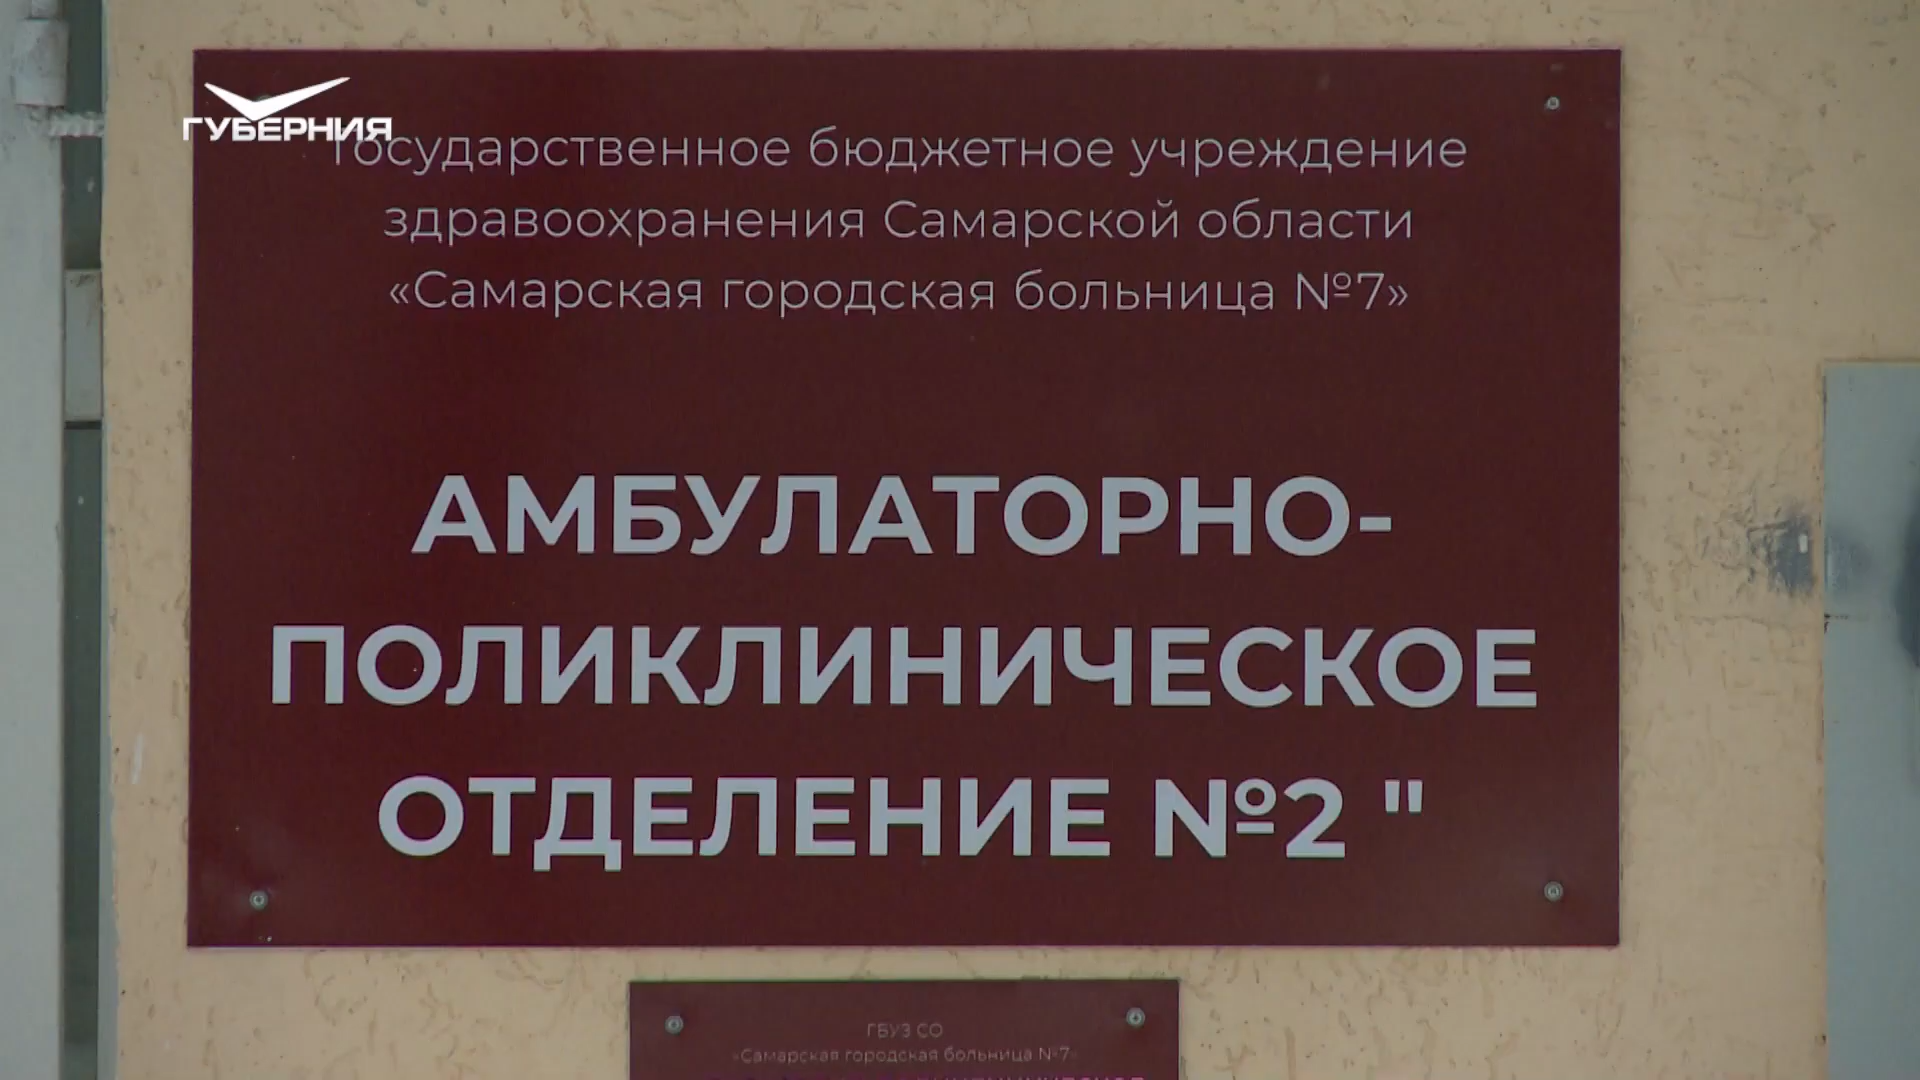 ГУБЕРНИЯ
Государственное бюджетное учреждение
здравоохранения Самарской области
«Самарская городская больница №7»
АМБУЛАТОРНО-
ПОЛИКЛИНИЧЕСКОЕ
ОТДЕЛЕНИЕ №2 "
ГБУЗ СО
«Самарская городская больница №7»